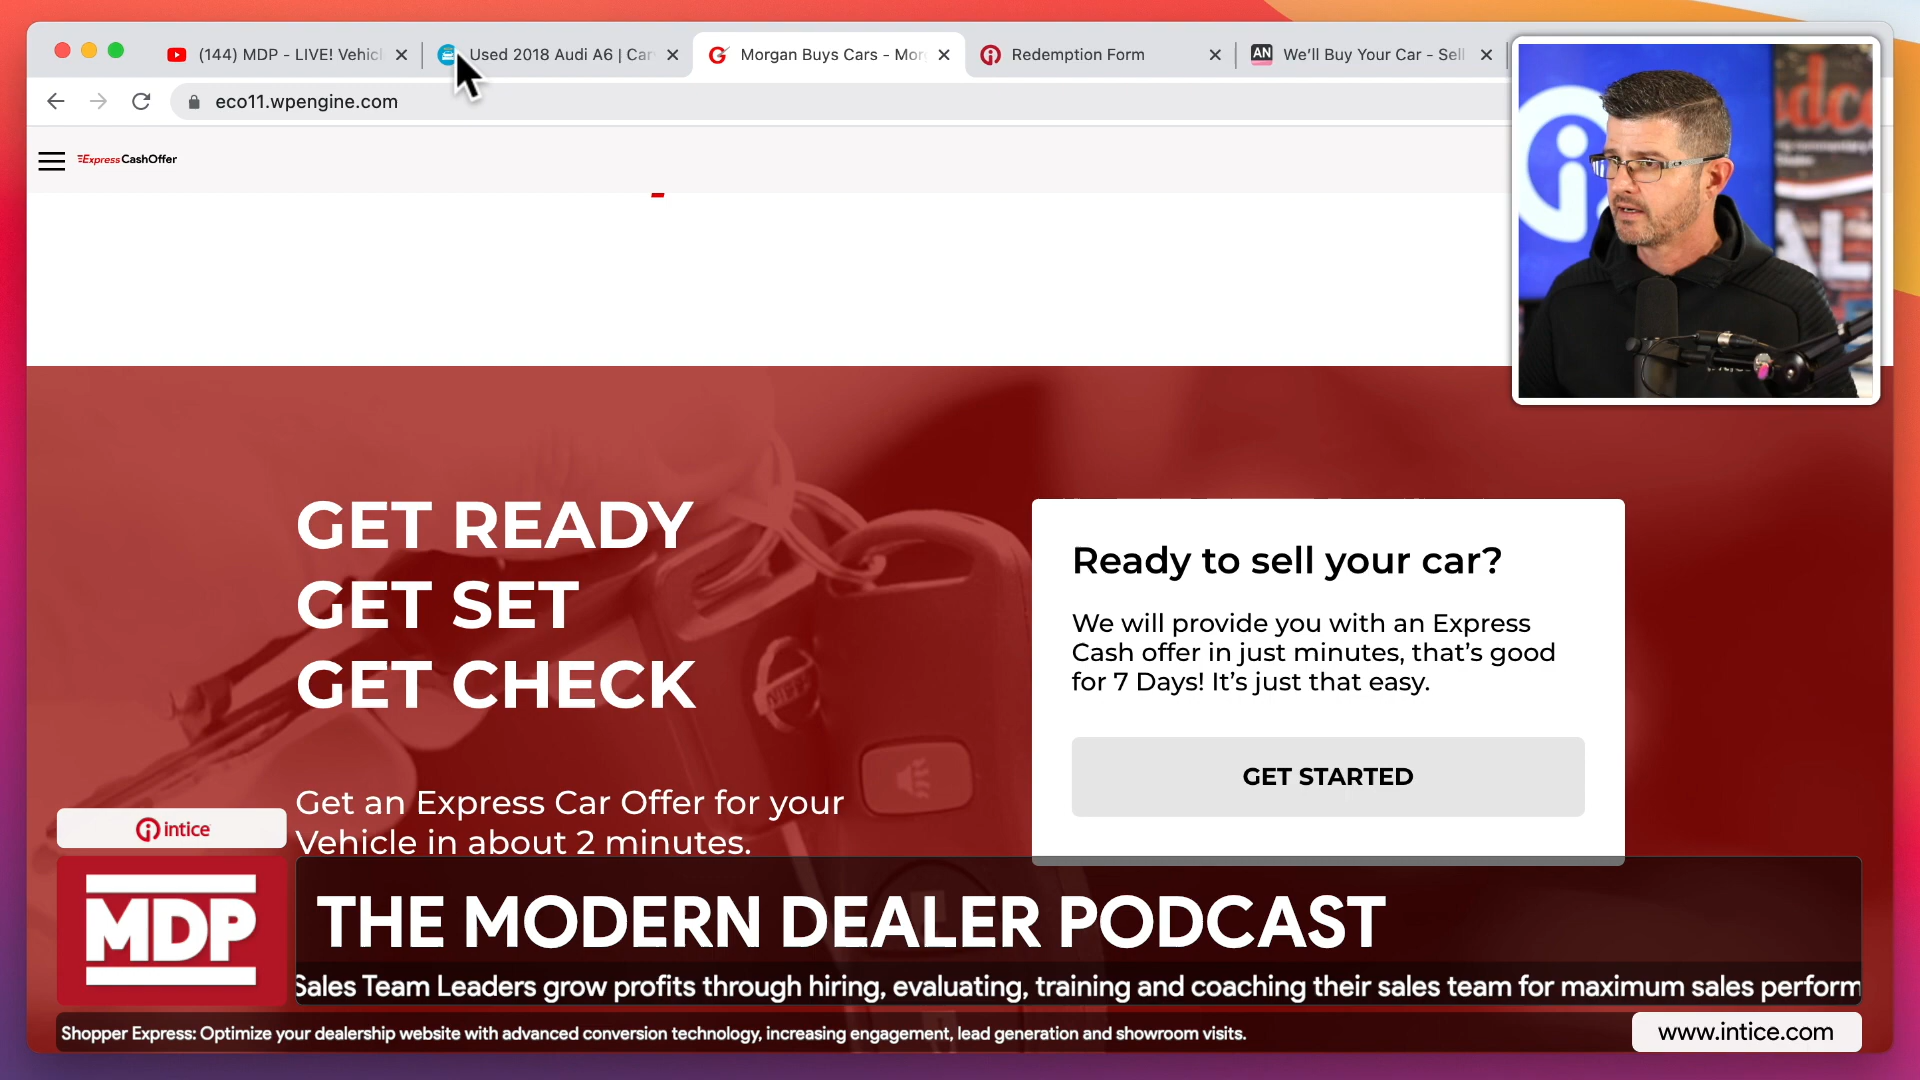 (144) MDP - LIVE! Vehicl
Used 2018 Audi A6 | Car
Morgan Buys Cars - Mor
Redemption Form
AN We'll Buy Your Car - Sell
eco11.wpengine.com
ExpressCashOffer
GET READY
GET SET
GET CHECK
Get an Express Car Offer for your
Vehicle in about 2 minutes.
Ready to sell your car?
We will provide you with an Express
Cash offer in just minutes, that's good
for 7 Days! It's just that easy.
GET STARTED
intice
MDP
THE MODERN DEALER PODCAST
Sales Team Leaders grow profits through hiring, evaluating, training and coaching their sales team for maximum sales perform
Shopper Express: Optimize your dealership website with advanced conversion technology, increasing engagement, lead generation and showroom visits.
www.intice.com